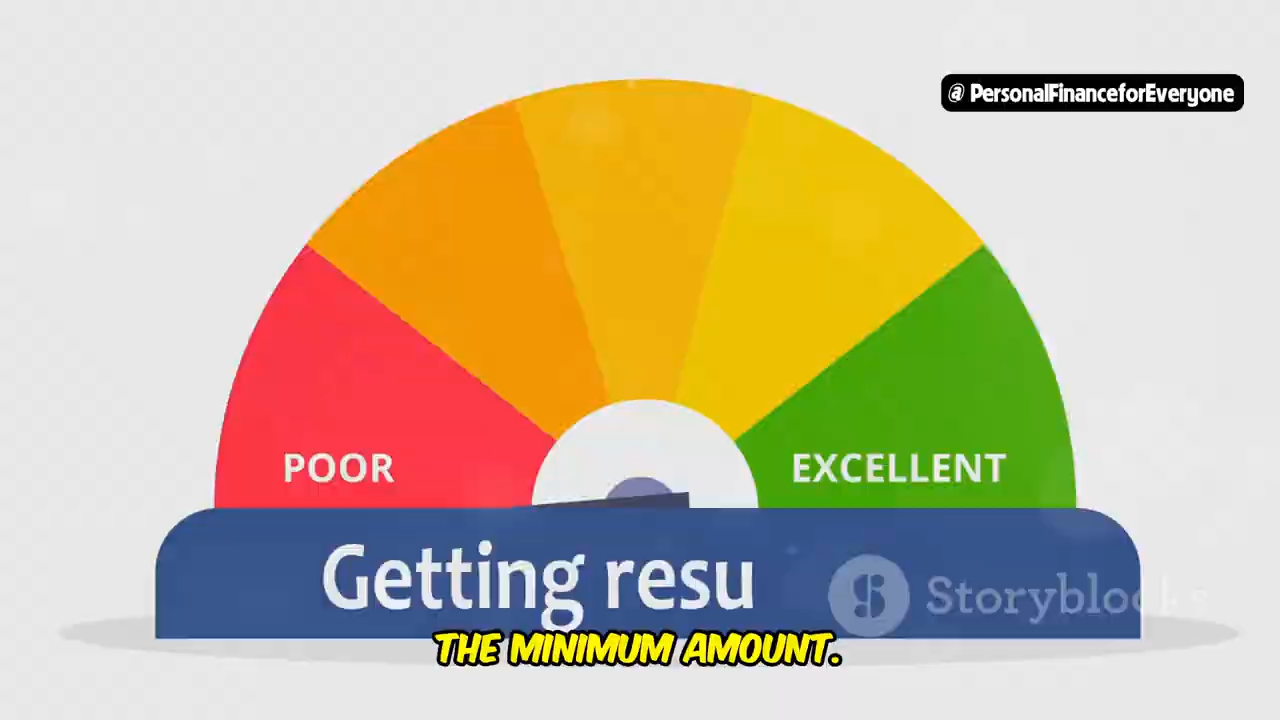 @ PersonalFinanceforEveryone
POOR
EXCELLENT
Getting resu
Storyblocks
THE MINIMUM AMOUNT.